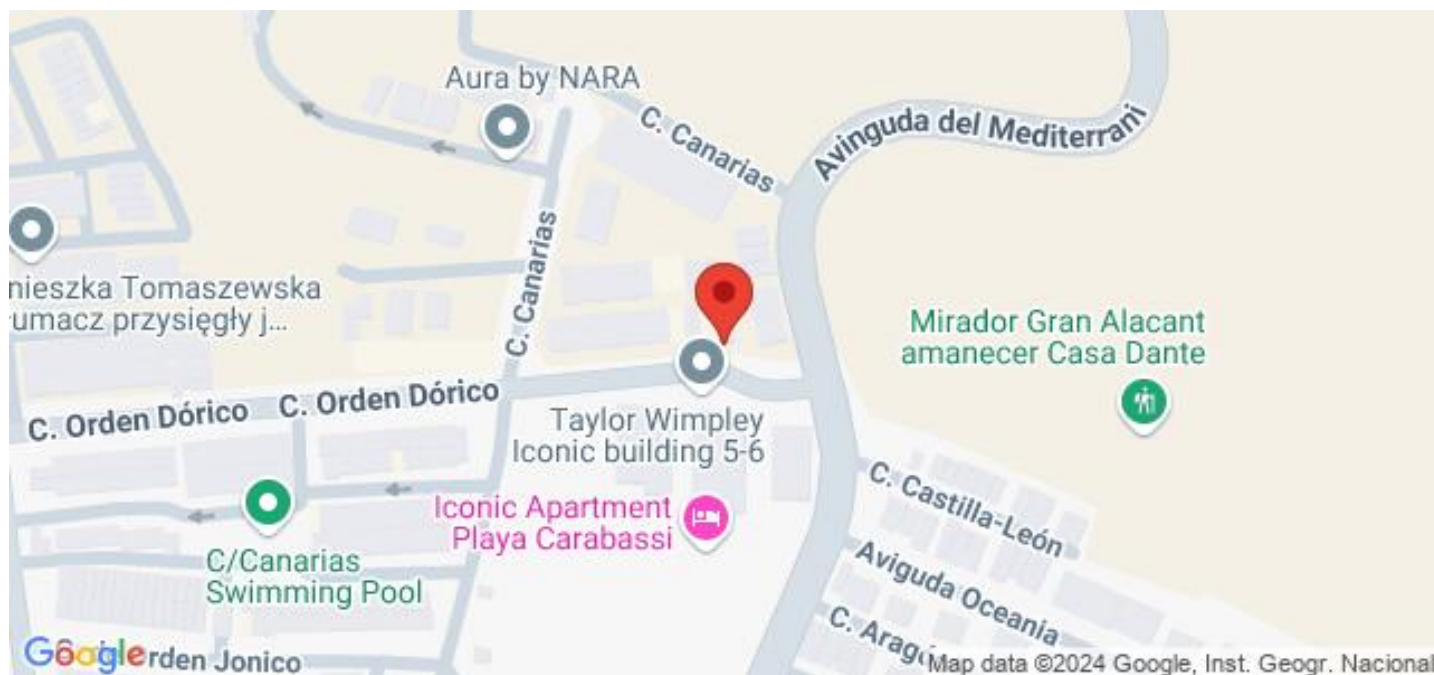 Aura by NARA
C. Canarias
Avinguda del Mediterrani
C. Canarias
nieszka Tomaszewska
umacz przysięgły j...
Mirador Gran Alacant
amanecer Casa Dante
C. Orden Dórico
C. Orden Dórico
Taylor Wimpley
Iconic building 5-6
C. Castilla-León
Iconic Apartment
Playa Carabassi
C/Canarias
Swimming Pool
Aviguda Oceania
C. Aragó
Google
rden Jonico
Map data ©2024 Google, Inst. Geogr. Nacional